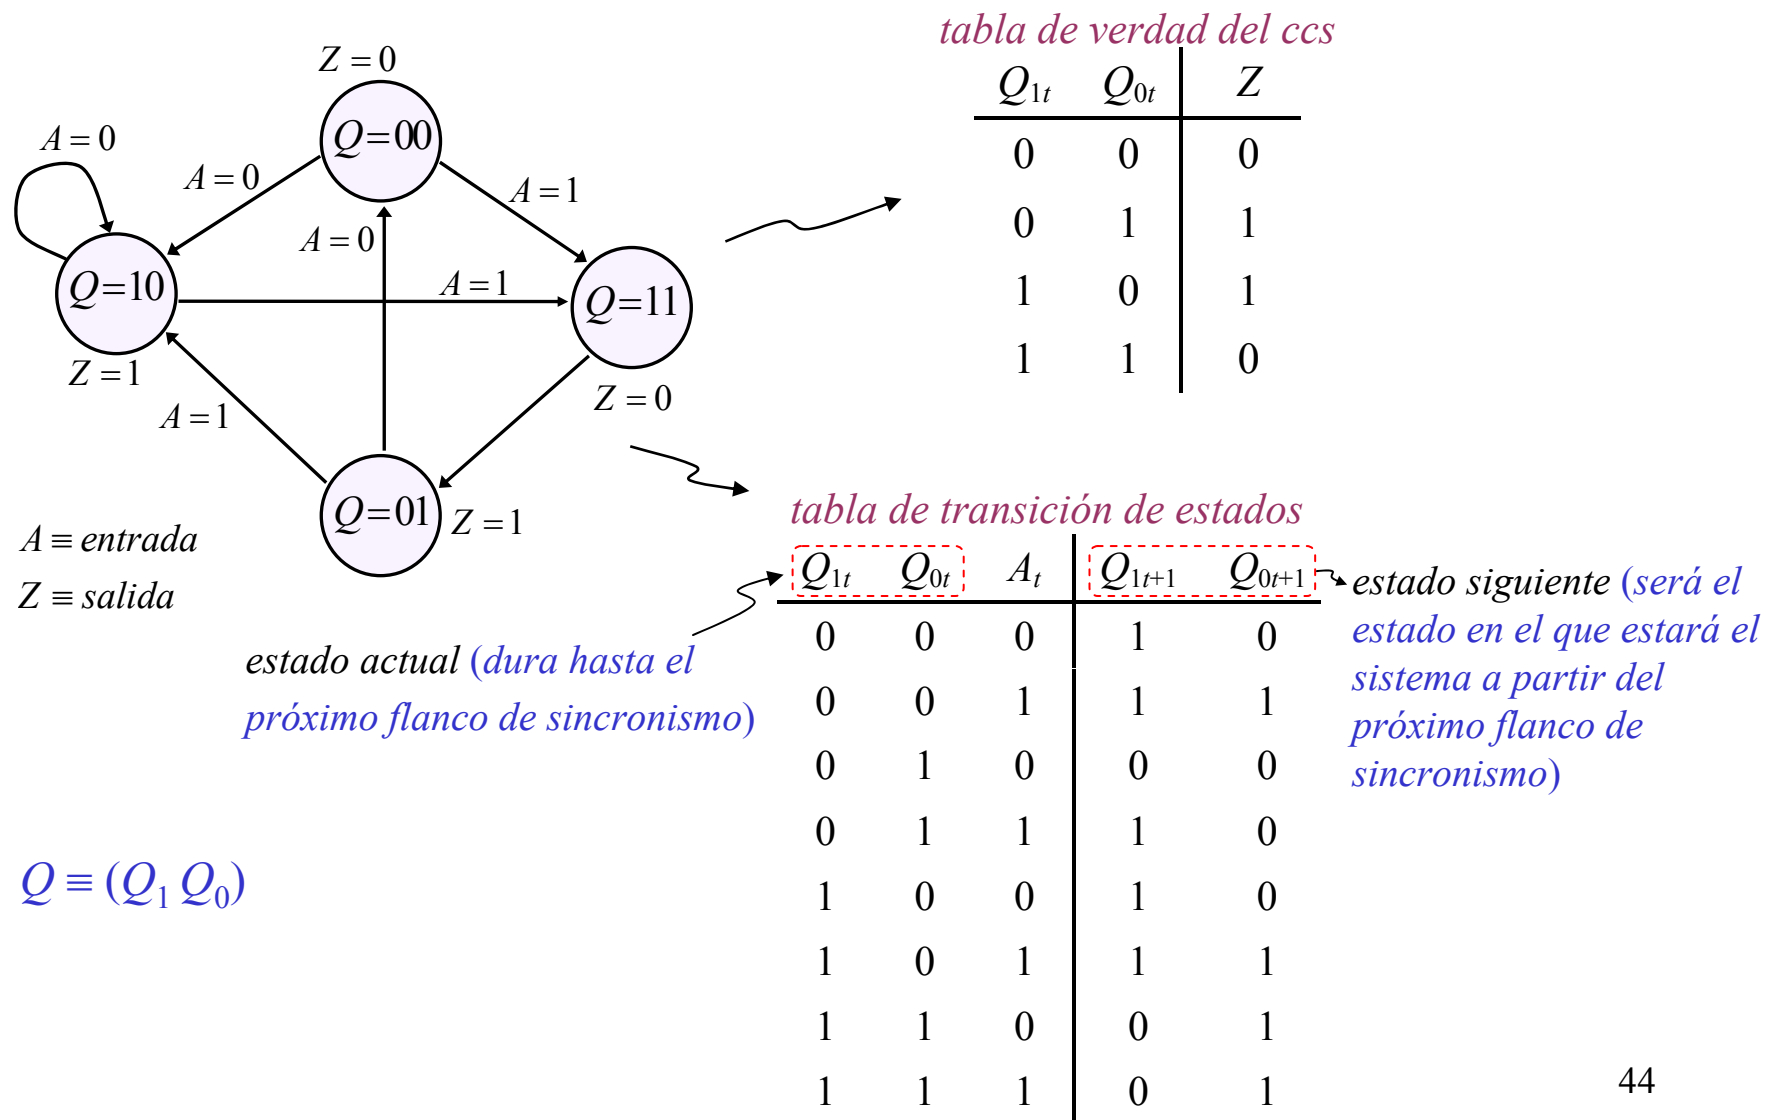 tabla de verdad del ccs
Q1t Q0t Z
0 0 0
0 1 1
1 0 1
1 1 0
Z = 0
Q=00
A = 0
A = 0
A = 1
A = 0
Q=10
A = 1
Q=11
Z = 1
Z = 0
A = 1
Q=01
Z = 1
A ≡ entrada
Z ≡ salida
tabla de transición de estados
Q1t Q0t At Q1t+1 Q0t+1
0 0 0 1 0
0 0 1 1 1
0 1 0 0 0
0 1 1 1 0
1 0 0 1 0
1 0 1 1 1
1 1 0 0 1
1 1 1 0 1
estado actual (dura hasta el
próximo flanco de sincronismo)
estado siguiente (será el
estado en el que estará el
sistema a partir del
próximo flanco de
sincronismo)
Q ≡ (Q1 Q0)
44